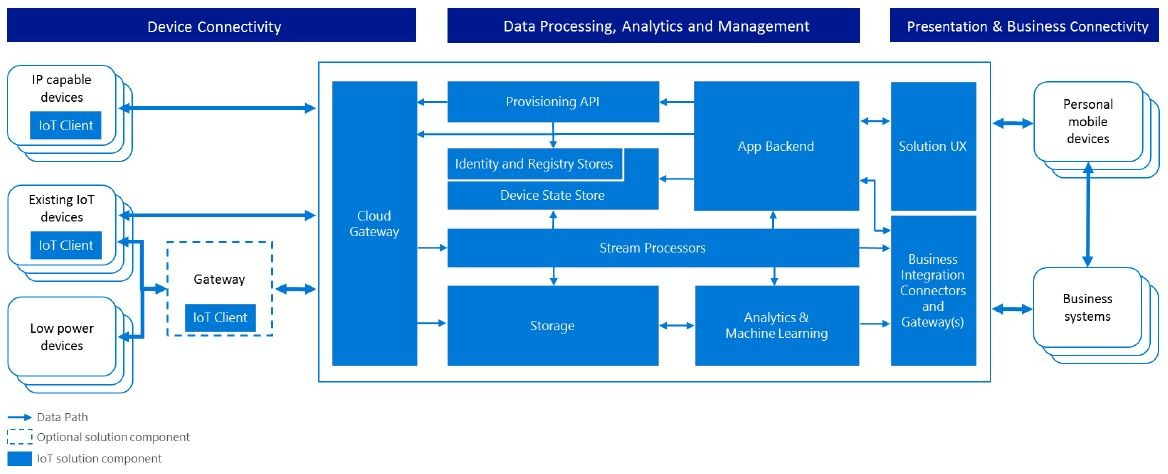 Device Connectivity
Data Processing, Analytics and Management
Presentation & Business Connectivity
IP capable
devices
IoT Client
Existing IoT
devices
IoT Client
Low power
devices
Gateway
IoT Client
Cloud
Gateway
Provisioning API
Identity and Registry Stores
Device State Store
App Backend
Stream Processors
Storage
Analytics &
Machine Learning
Solution UX
Business
Integration
Connectors
and
Gateway(s)
Personal
mobile
devices
Business
systems
Data Path
Optional solution component
IoT solution component